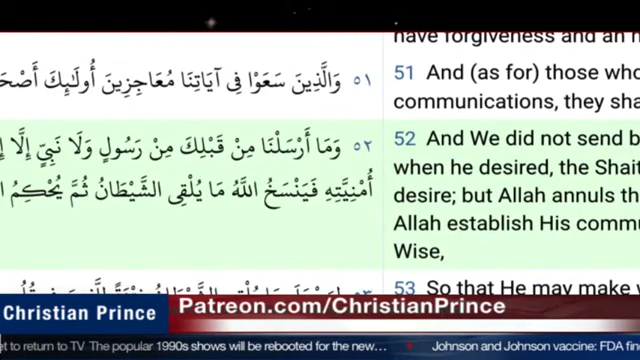 have forgiveness and an
٥١ وَالَّذِينَ سَعَوْا فِي آيَاتِنَا مُعَاجِزِينَ أُولَٰئِكَ
51 And (as for) those who
communications, they sha
٥٢ وَمَا أَرْسَلْنَا مِنْ قَبْلِكَ مِنْ رَسُولٍ وَلَا نَبِيٍّ إِلَّا
أُمْنِيَّتِهِ فَيَنْسَخُ اللَّهُ مَا يُلْقِي الشَّيْطَانُ ثُمَّ يُحْكِمُ
52 And We did not send b
when he desired, the Shait
desire; but Allah annuls th
Allah establish His commu
Wise,
53 So that He may make
Christian Prince
Patreon.com/ChristianPrince
to return to TV The popular 1990s shows will be rebooted for the new... Johnson and Johnson vaccine: FDA fin